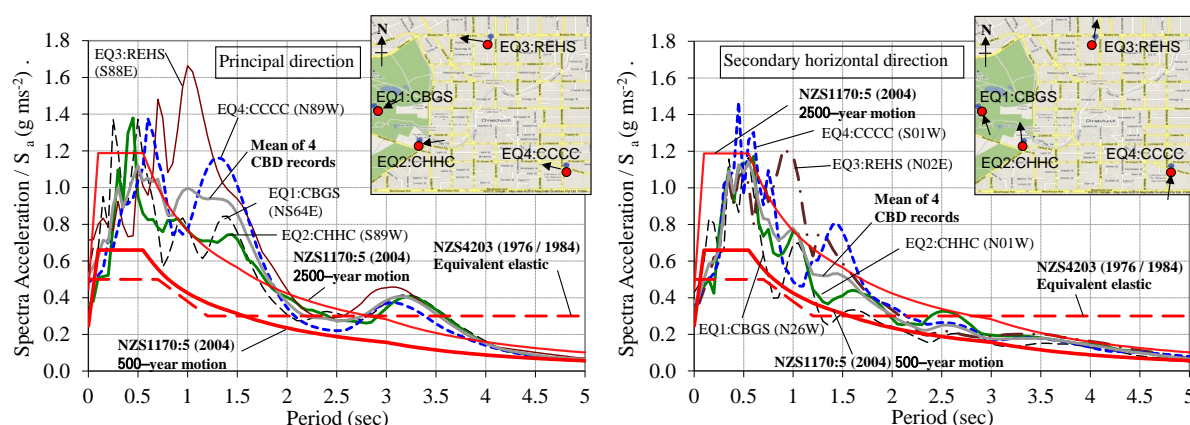 Spectra Acceleration / Sa (g ms-2) .
1.8
1.6
1.4
1.2
1.0
0.8
0.6
0.4
0.2
0.0
EQ3:REHS
(S88E)
Principal direction
EQ4:CCCC (N89W)
Mean of 4
CBD records
EQ1:CBGS
(NS64E)
EQ2:CHHC (S89W)
NZS1170:5 (2004)
2500–year motion
NZS4203 (1976 / 1984)
Equivalent elastic
NZS1170:5 (2004)
500–year motion
N
EQ3:REHS
EQ1:CBGS
Christchurch
EQ2:CHHC
EQ4:CCCC
0 0.5 1 1.5 2 2.5 3 3.5 4 4.5 5
Period (sec)
Spectra Acceleration / Sa (g ms-2) .
1.8
1.6
1.4
1.2
1.0
0.8
0.6
0.4
0.2
0.0
Secondary horizontal direction
NZS1170:5 (2004)
2500–year motion
EQ4:CCCC (S01W)
EQ3:REHS (N02E)
Mean of 4
CBD records
EQ2:CHHC (N01W)
NZS4203 (1976 / 1984)
Equivalent elastic
EQ1:CBGS (N26W)
NZS1170:5 (2004) 500–year motion
N
EQ3:REHS
EQ1:CBGS
Christchurch
EQ2:CHHC
EQ4:CCCC
0 0.5 1 1.5 2 2.5 3 3.5 4 4.5 5
Period (sec)